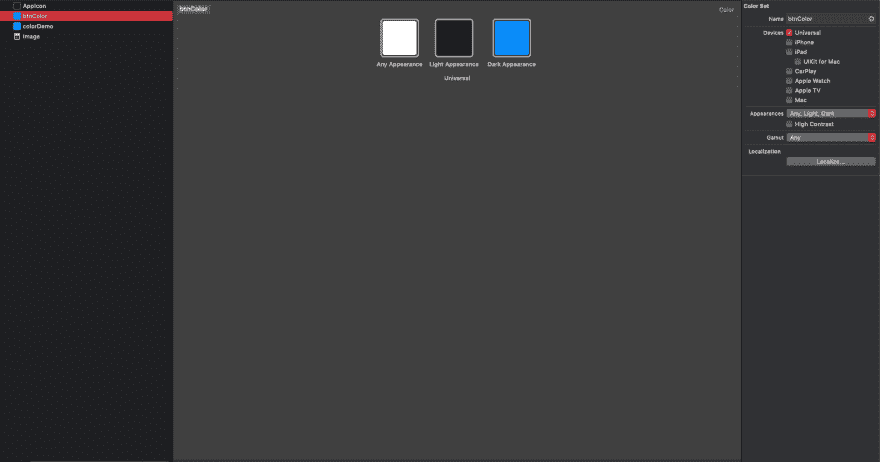 AppIcon
btnColor
colorDemo
Image
btnColor
Color
Any Appearance
Light Appearance
Dark Appearance
Universal
Color Set
Name
btnColor
Devices
Universal
iPhone
iPad
UIKit for Mac
CarPlay
Apple Watch
Apple TV
Mac
Appearances
Any, Light, Dark
High Contrast
Gamut
Any
Localization
Localize...